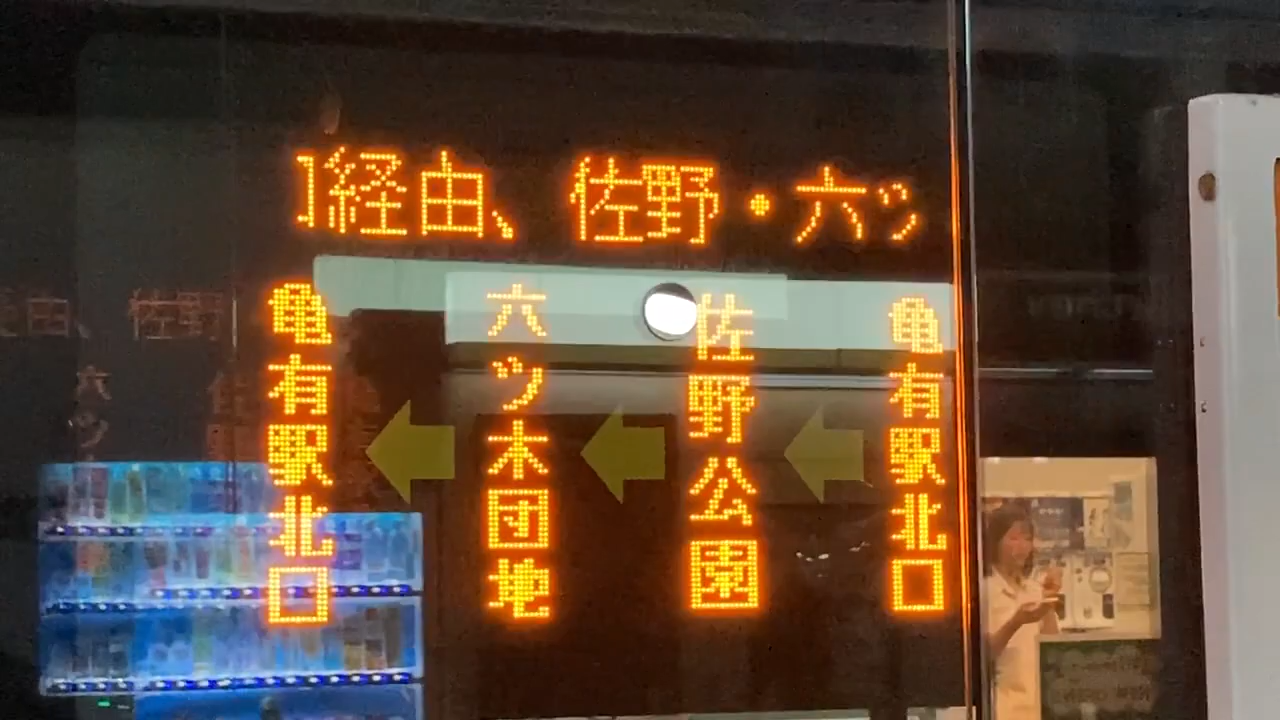 経由、佐野・六ッ
亀有駅北口
佐野公園
六ッ木団地
亀有駅北口